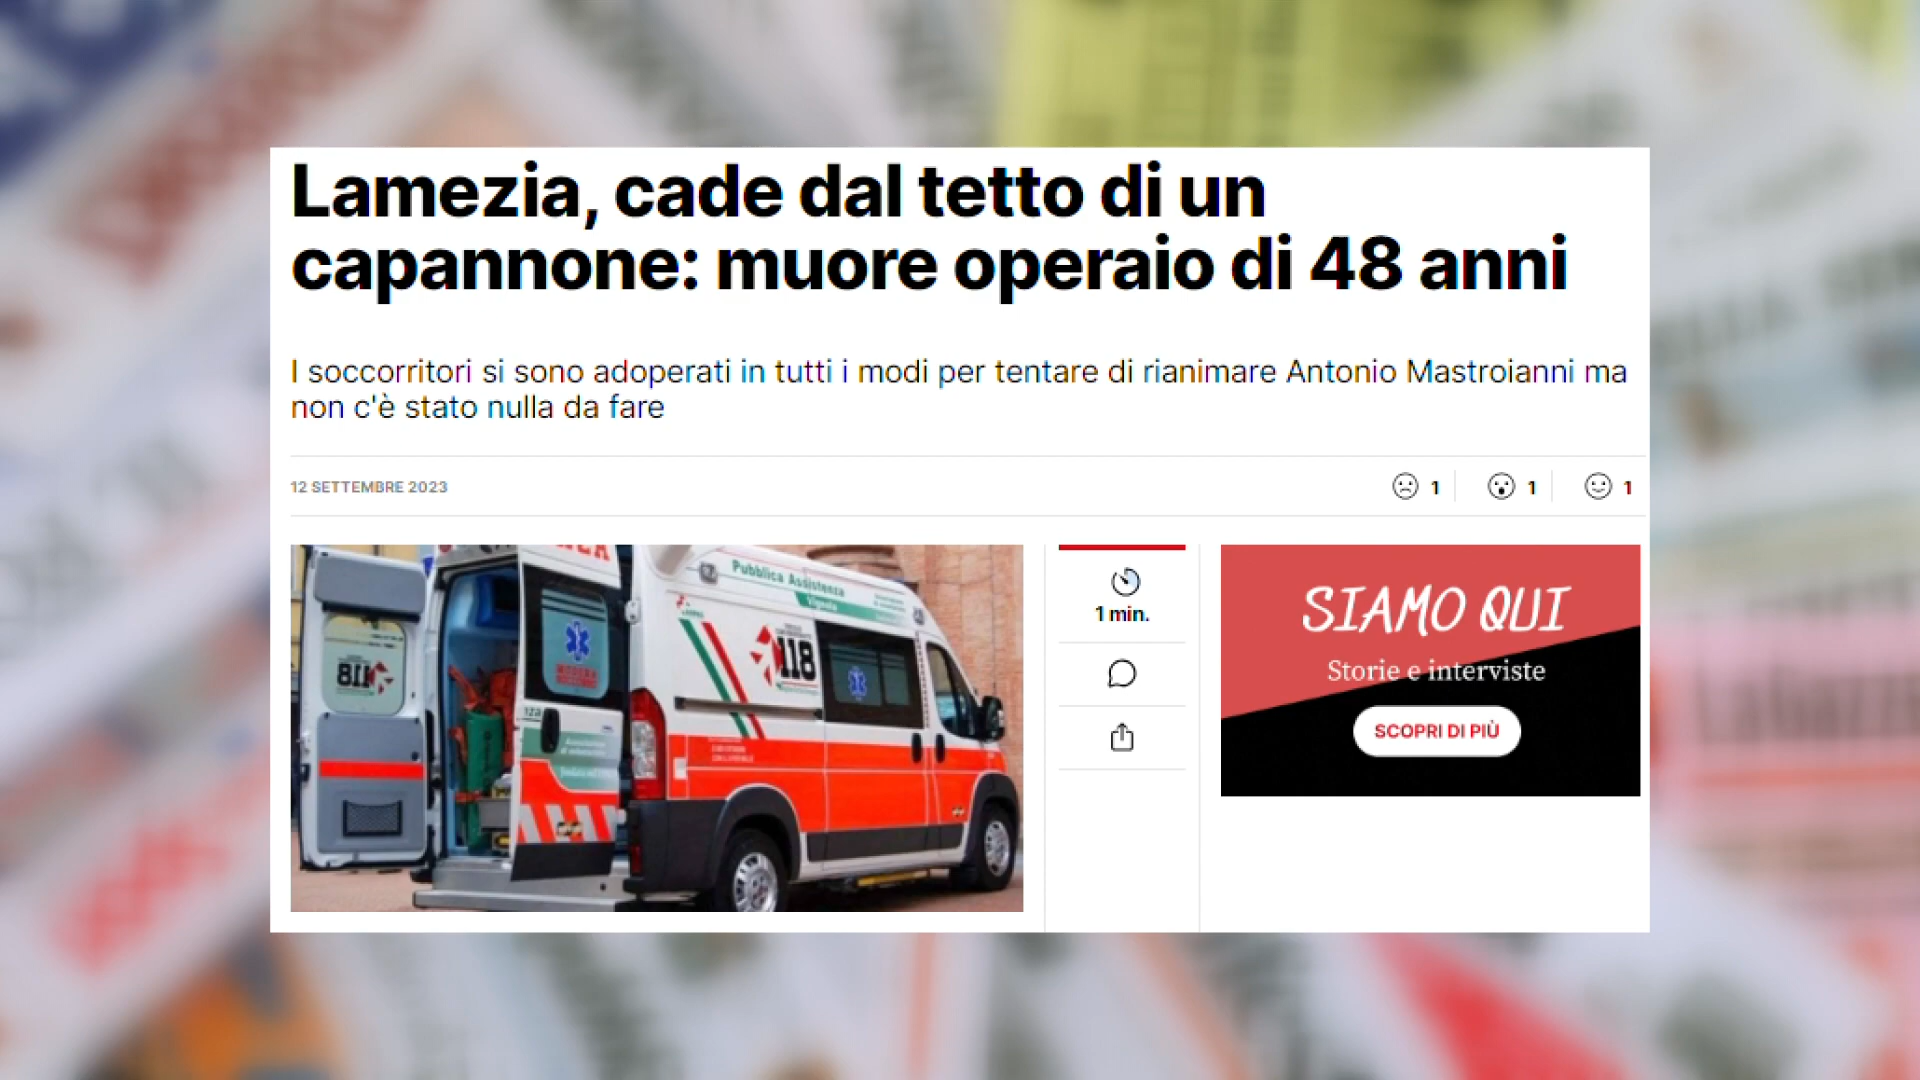 Lamezia, cade dal tetto di un
capannone: muore operaio di 48 anni
I soccorritori si sono adoperati in tutti i modi per tentare di rianimare Antonio Mastroianni ma
non c'è stato nulla da fare
12 SETTEMBRE 2023
1
1
1
Pubblica Assistenza
Vignola
118
118
1 min.
SIAMO QUI
Storie e interviste
SCOPRI DI PIÙ